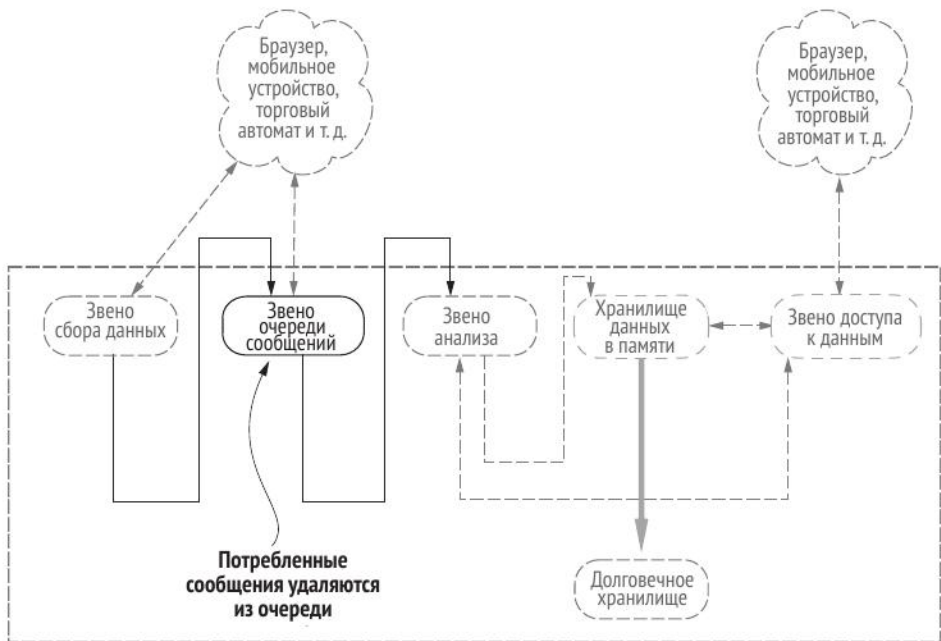 Браузер,
мобильное
устройство,
торговый
автомат и т. д.
Браузер,
мобильное
устройство,
торговый
автомат и т. д.
Звено
сбора данных
Звено
очереди
сообщений
Звено
анализа
Хранилище
данных
в памяти
Звено доступа
к данным
Потребленные
сообщения удаляются
из очереди
Долговечное
хранилище